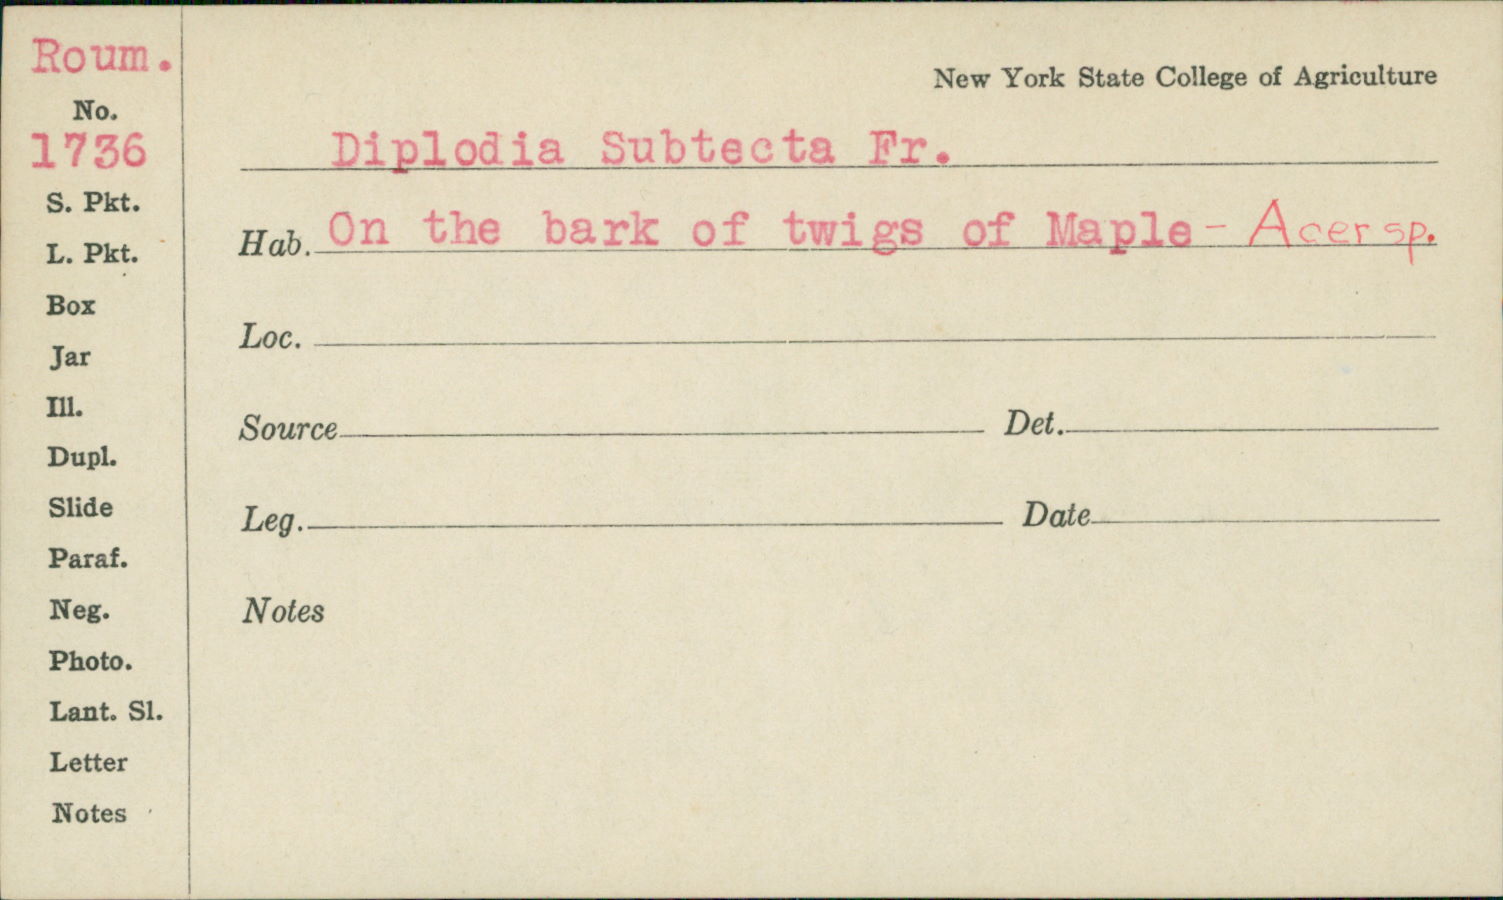 Roum.
No.
1736
S. Pkt.
L. Pkt.
Box
Jar
Ill.
Dupl.
Slide
Paraf.
Neg.
Photo.
Lant. Sl.
Letter
Notes
New York State College of Agriculture
Diplodia Subtecta Fr.
Hab. On the bark of twigs of Maple - Acer sp.
Loc.
Source Det.
Leg. Date
Notes